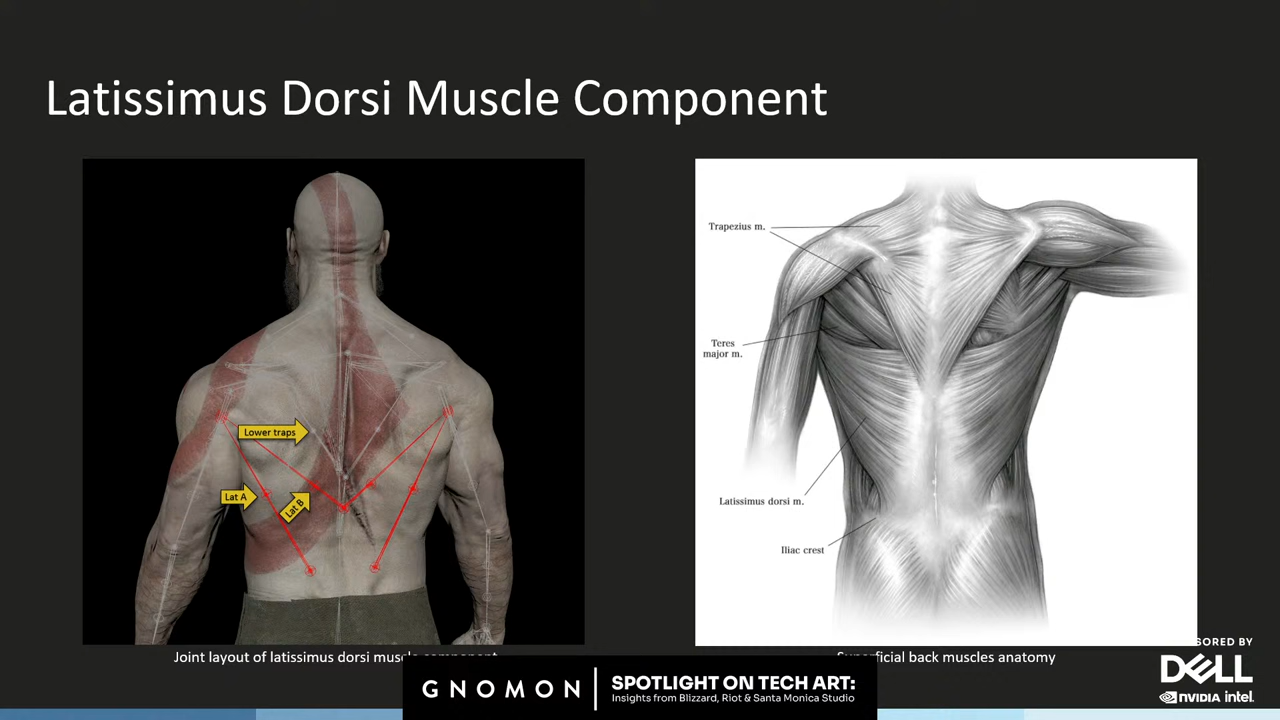 Latissimus Dorsi Muscle Component
Lower traps
Lat A
Lat B
Trapezius m.
Teres
major m.
Latissimus dorsi m.
Iliac crest
Joint layout of latissimus dorsi muscle component
Superficial back muscles anatomy
SORED BY
DELL
NVIDIA intel.
GNOMON
SPOTLIGHT ON TECH ART:
Insights from Blizzard, Riot & Santa Monica Studio